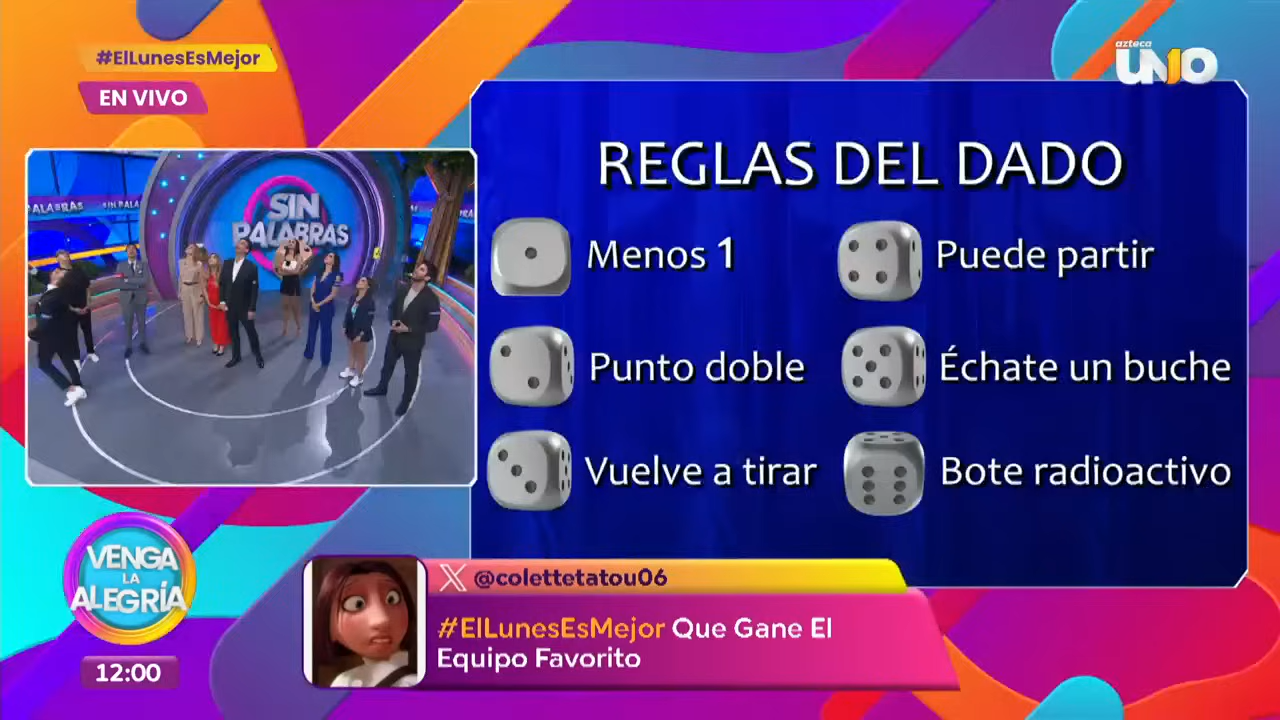 #ElLunesEsMejor
EN VIVO
azteca
UNO
REGLAS DEL DADO
Menos 1
Puede partir
Punto doble
Échate un buche
Vuelve a tirar
Bote radioactivo
PALABRAS
SIN
PALABRAS
VENGA
LA
ALEGRÍA
12:00
X @colettetatou06
#ElLunesEsMejor Que Gane El
Equipo Favorito